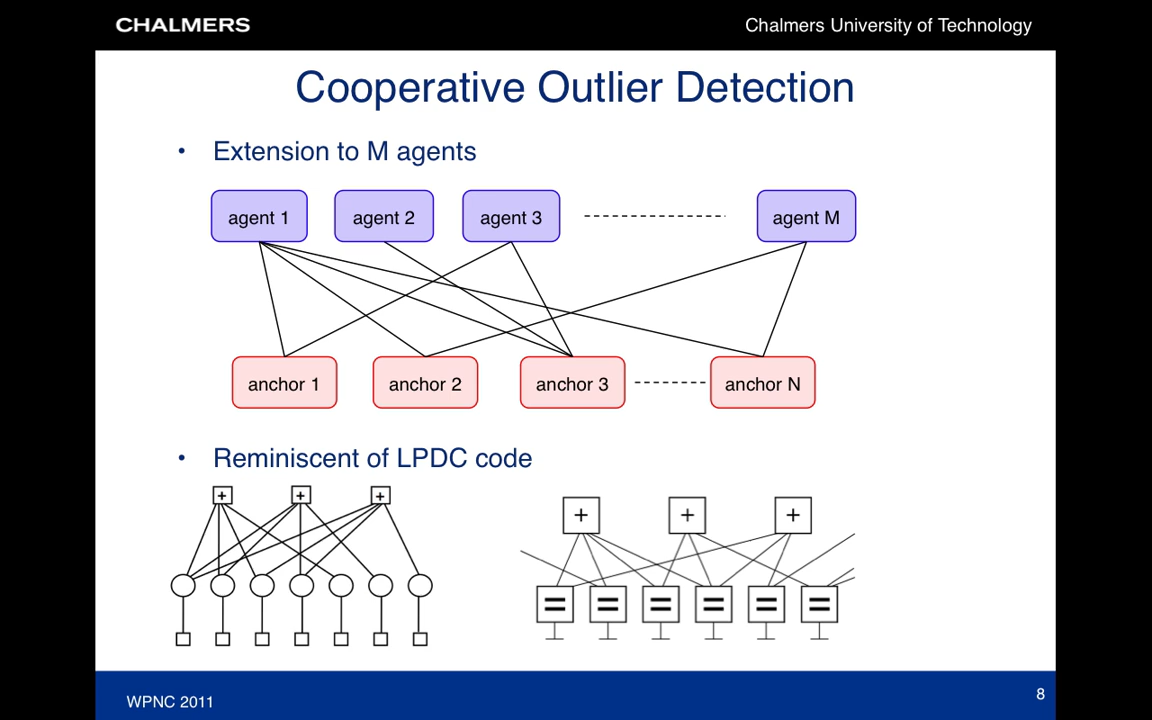 CHALMERS
Chalmers University of Technology
Cooperative Outlier Detection
• Extension to M agents
agent 1
agent 2
agent 3
agent M
anchor 1
anchor 2
anchor 3
anchor N
• Reminiscent of LPDC code
+ + +
+ + +
= = = = = =
WPNC 2011
8